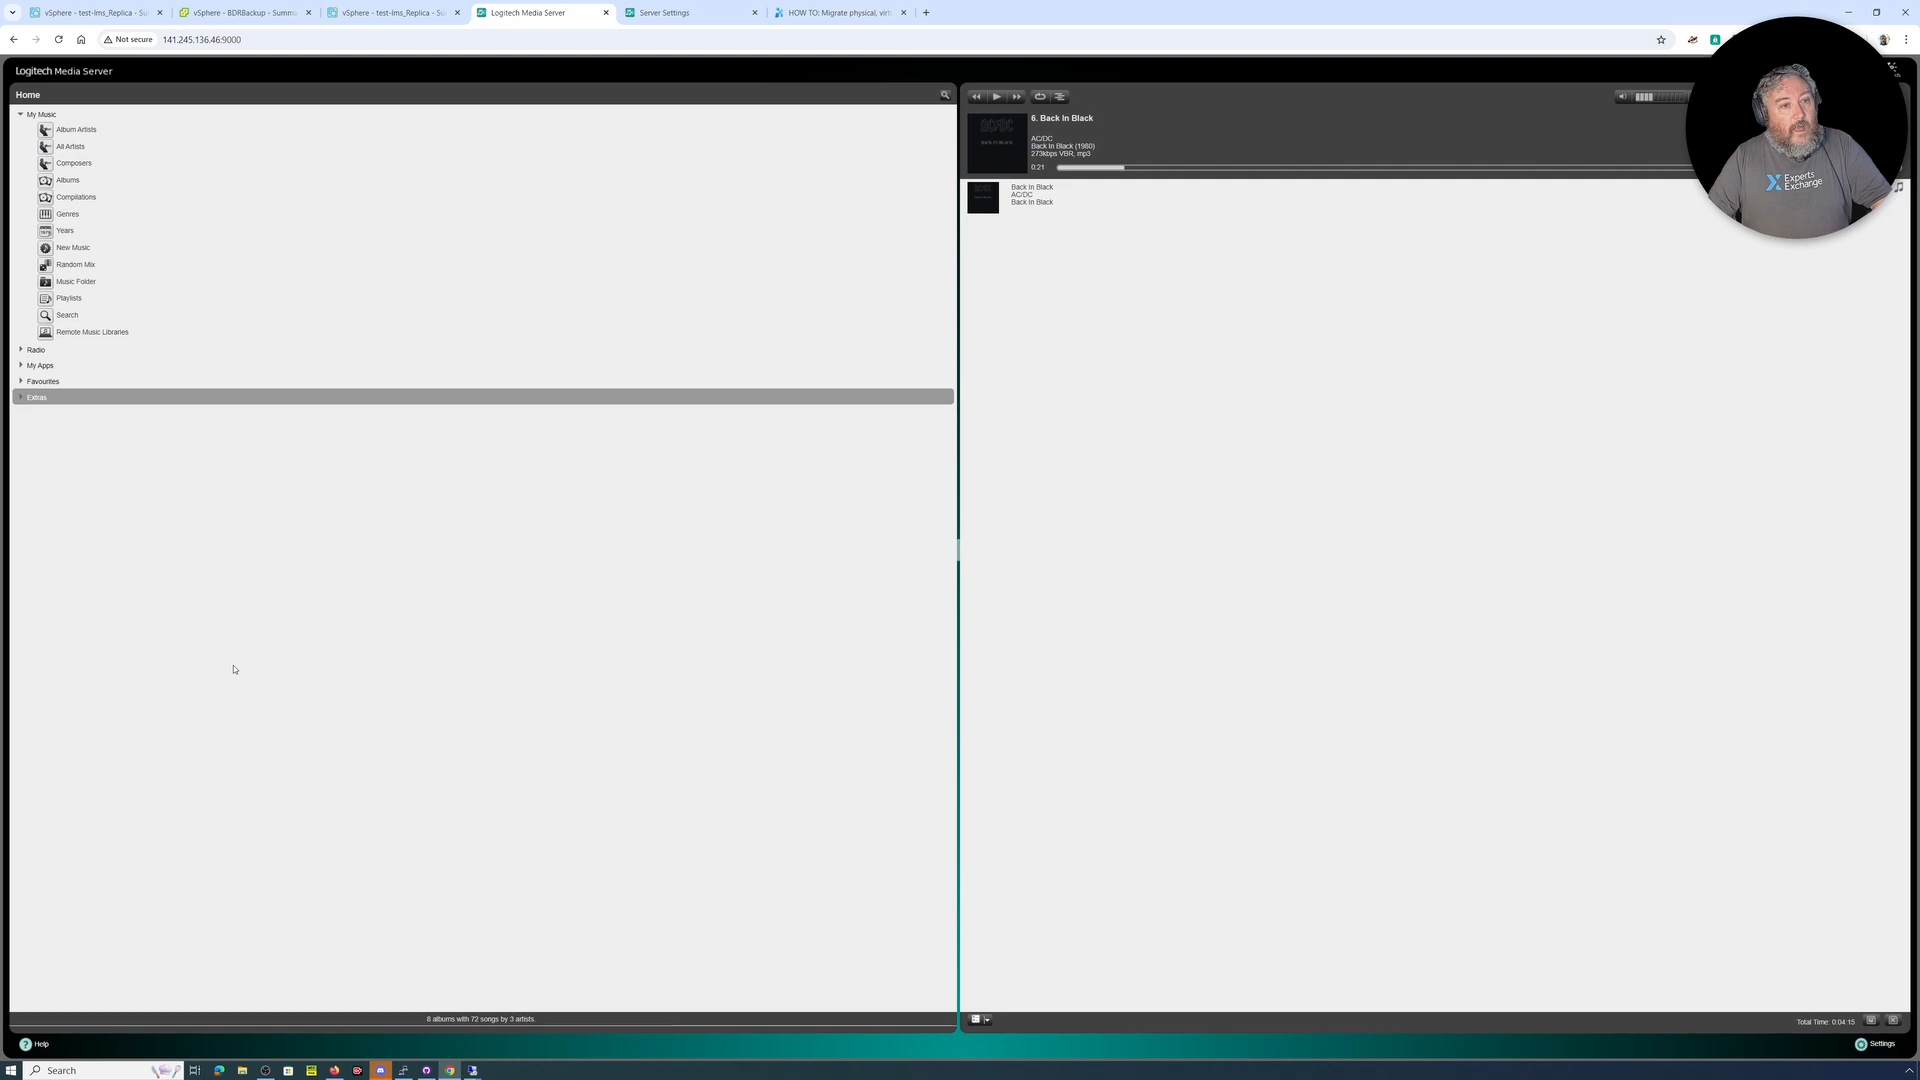 vSphere - test-lms_Replica - Su
vSphere - BDRBackup - Summa
vSphere - test-lms_Replica - Su
Logitech Media Server
Server Settings
HOW TO: Migrate physical, virt
Not secure
141.245.136.46:9000
Logitech Media Server
Home
My Music
Album Artists
All Artists
Composers
Albums
Compilations
Genres
Years
New Music
Random Mix
Music Folder
Playlists
Search
Remote Music Libraries
Radio
My Apps
Favourites
Extras
8 albums with 72 songs by 3 artists.
Help
6. Back In Black
AC/DC
Back In Black (1980)
273kbps VBR, mp3
0:21
Back In Black
AC/DC
Back In Black
Experts
Exchange
Total Time: 0:04:15
Settings
Search